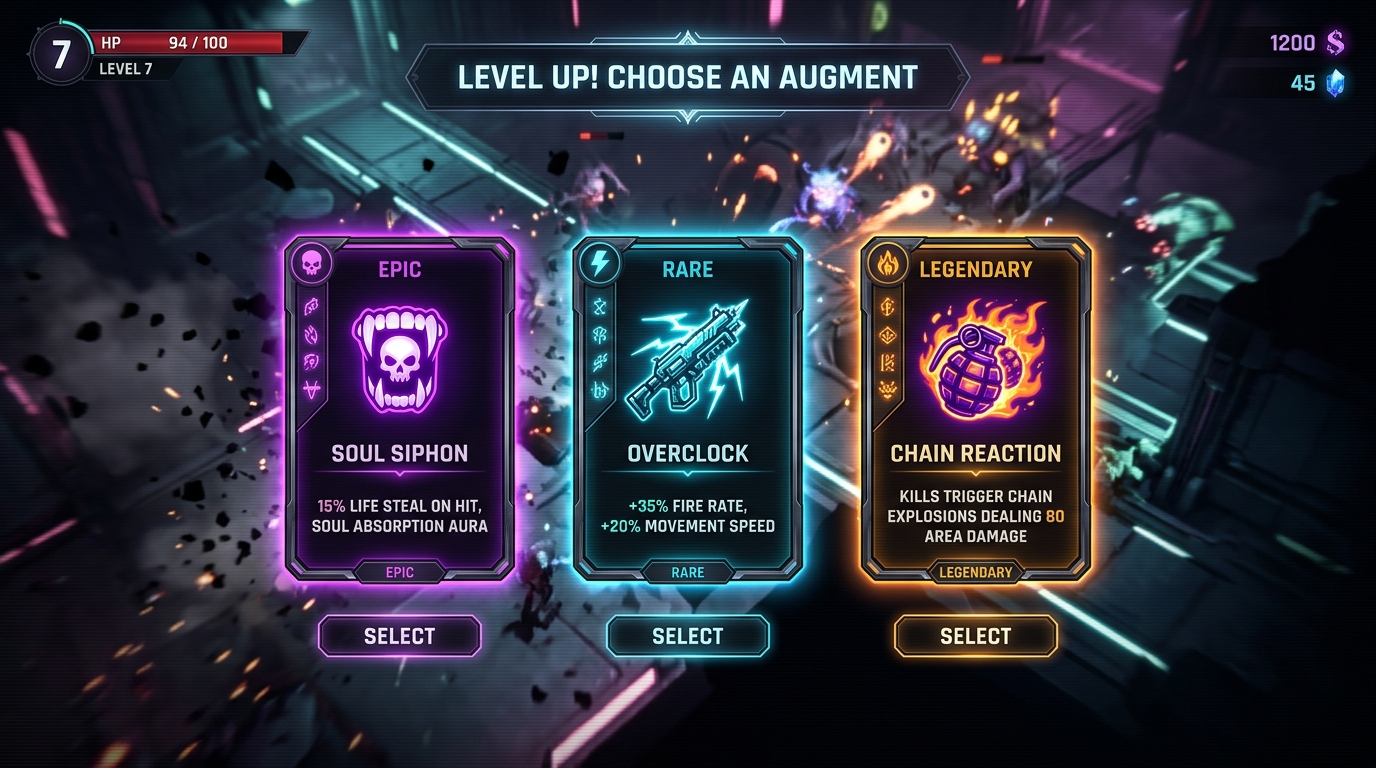 7
HP 94 / 100
LEVEL 7
LEVEL UP! CHOOSE AN AUGMENT
1200
45
EPIC
SOUL SIPHON
15% LIFE STEAL ON HIT,
SOUL ABSORPTION AURA
EPIC
SELECT
RARE
OVERCLOCK
+35% FIRE RATE,
+20% MOVEMENT SPEED
RARE
SELECT
LEGENDARY
CHAIN REACTION
KILLS TRIGGER CHAIN
EXPLOSIONS DEALING 80
AREA DAMAGE
LEGENDARY
SELECT